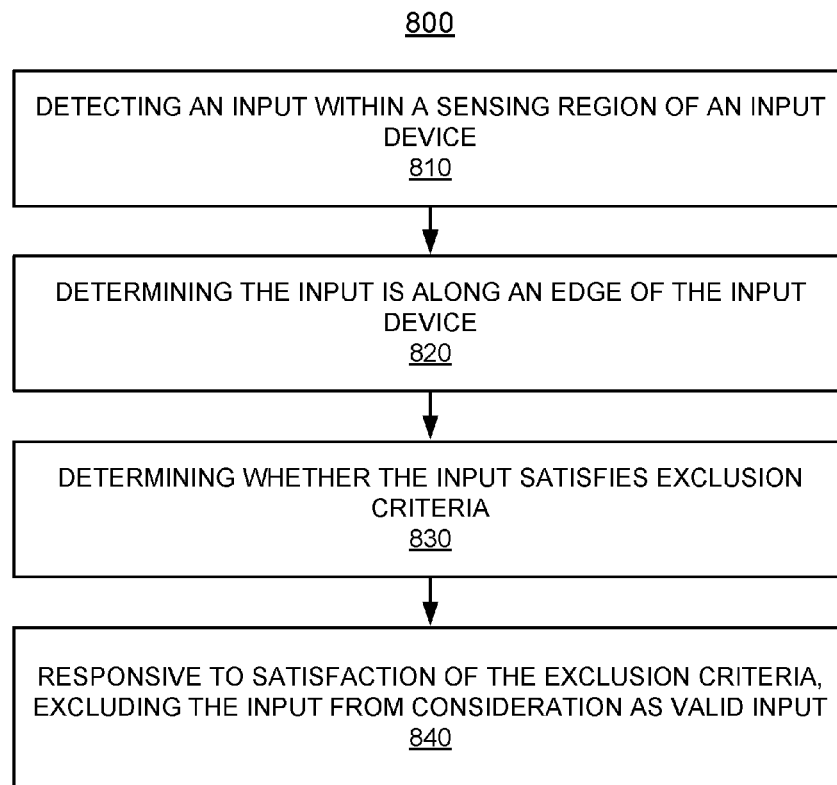 800
DETECTING AN INPUT WITHIN A SENSING REGION OF AN INPUT
DEVICE
810
DETERMINING THE INPUT IS ALONG AN EDGE OF THE INPUT
DEVICE
820
DETERMINING WHETHER THE INPUT SATISFIES EXCLUSION
CRITERIA
830
RESPONSIVE TO SATISFACTION OF THE EXCLUSION CRITERIA,
EXCLUDING THE INPUT FROM CONSIDERATION AS VALID INPUT
840